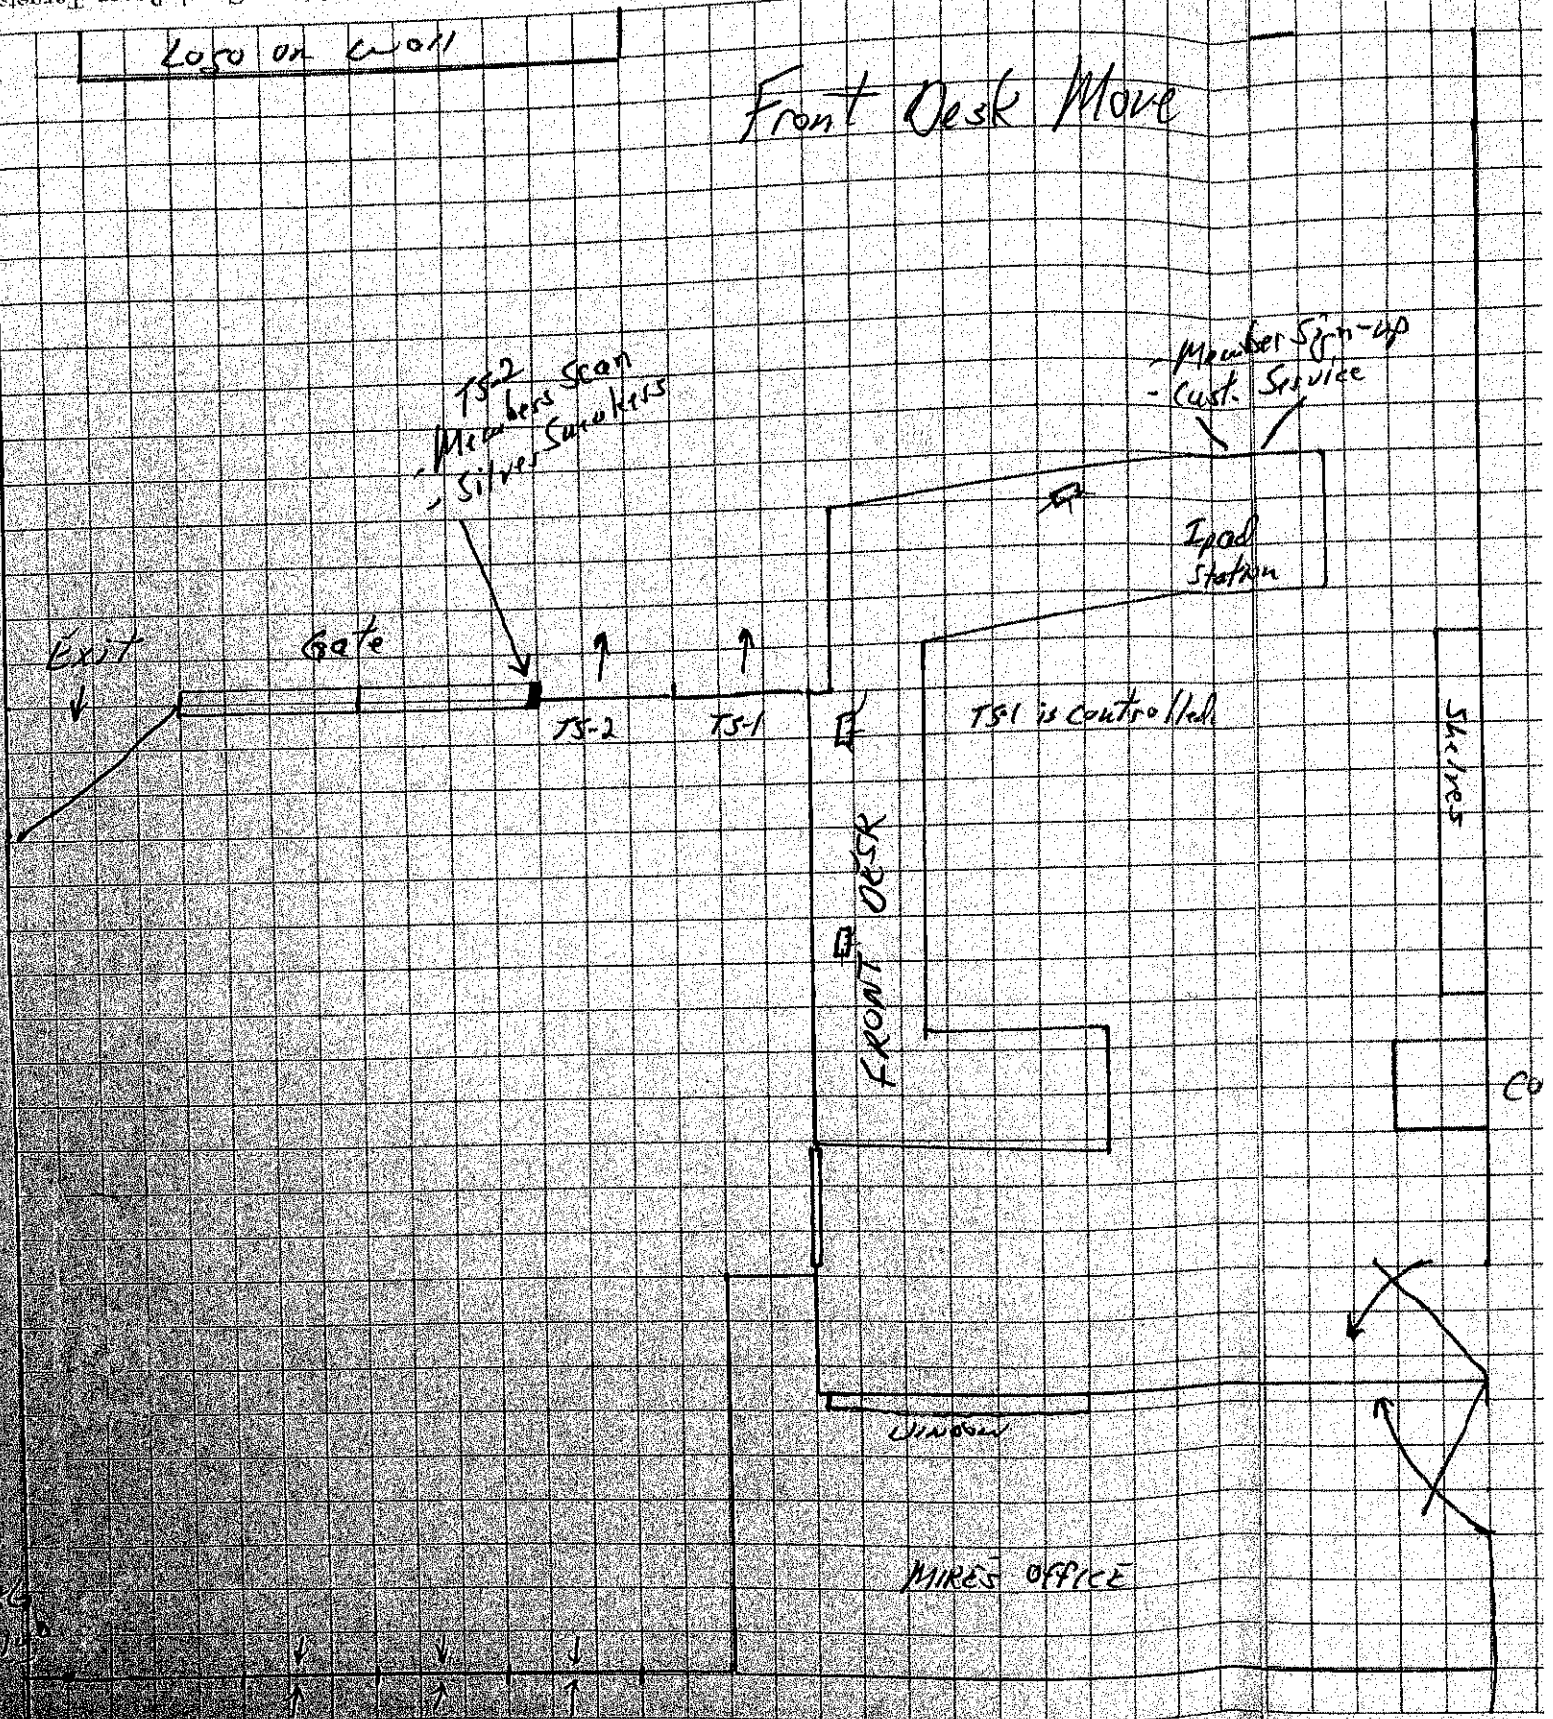 Logo on wall
Front Desk Move
TS-2
- Members Scan
- Silver Sneakers
- Member Sign-up
- Cust. Service
Ipad
Station
Exit
Gate
TS-2
TS-1
TS-1 is controlled
Shelves
FRONT DESK
Co
WINDOW
MIKE'S OFFICE